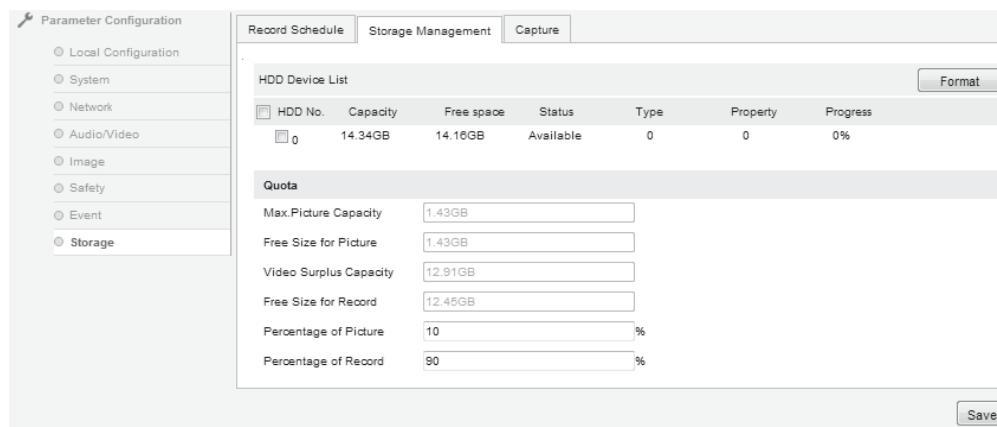 Parameter Configuration
Local Configuration
System
Network
Audio/Video
Image
Safety
Event
Storage
Record Schedule Storage Management Capture
HDD Device List Format
HDD No. Capacity Free space Status Type Property Progress
0 14.34GB 14.16GB Available 0 0 0%
Quota
Max.Picture Capacity 1.43GB
Free Size for Picture 1.43GB
Video Surplus Capacity 12.91GB
Free Size for Record 12.45GB
Percentage of Picture 10 %
Percentage of Record 90 %
Save